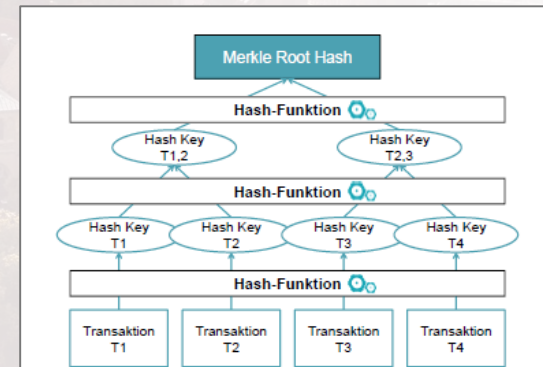 Merkle Root Hash
Hash-Funktion
Hash Key
T1,2
Hash Key
T2,3
Hash-Funktion
Hash Key
T1
Hash Key
T2
Hash Key
T3
Hash Key
T4
Hash-Funktion
Transaktion
T1
Transaktion
T2
Transaktion
T3
Transaktion
T4